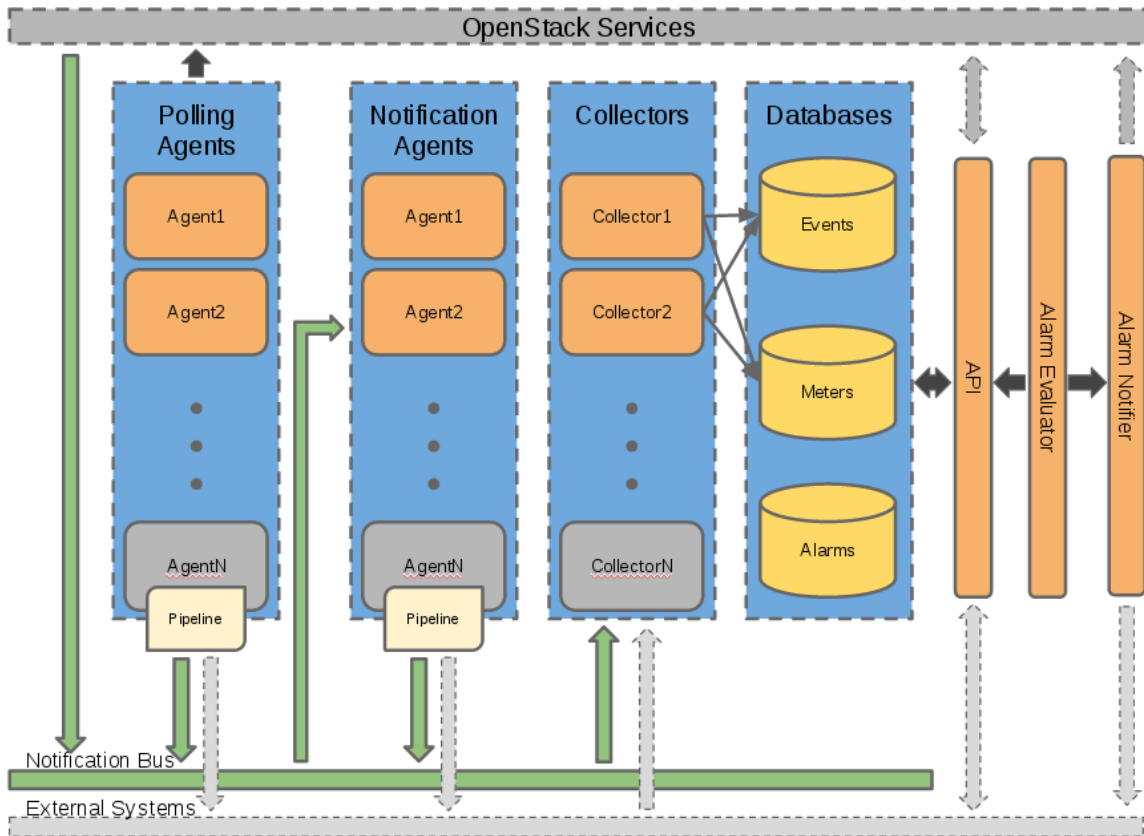 OpenStack Services
Polling
Agents
Agent1
Agent2
AgentN
Pipeline
Notification
Agents
Agent1
Agent2
AgentN
Pipeline
Collectors
Collector1
Collector2
CollectorN
Databases
Events
Meters
Alarms
API
Alarm Evaluator
Alarm Notifier
Notification Bus
External Systems